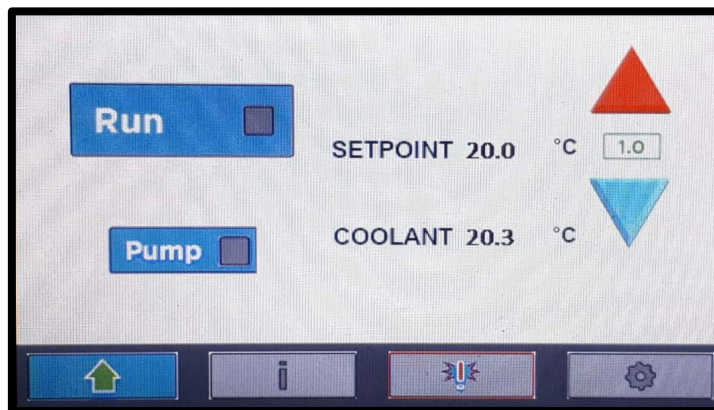 Run
SETPOINT 20.0 °C 1.0
Pump
COOLANT 20.3 °C
i